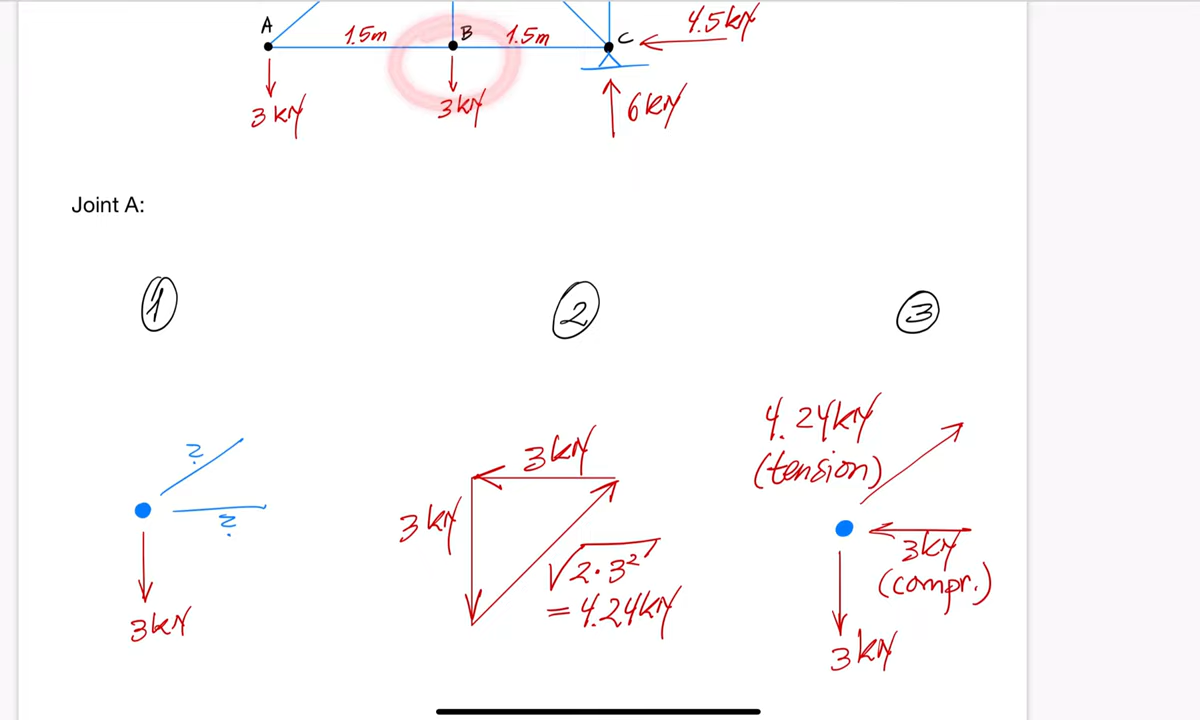 A
1.5m
B
1.5m
C
4.5kN
3kN
3kN
6kN
Joint A:
1
2
3
?
?
3kN
3kN
3kN
√2·3²
=4.24kN
4.24kN
(tension)
3kN
(compr.)
3kN